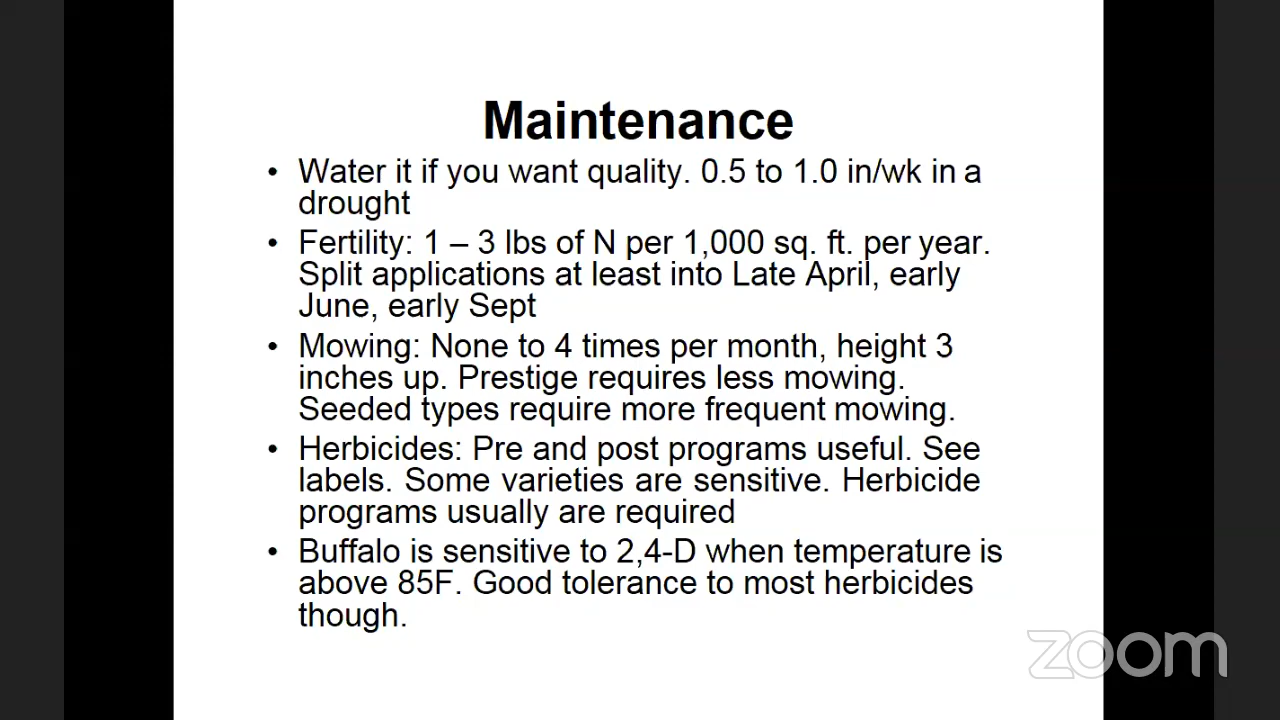 Maintenance
• Water it if you want quality. 0.5 to 1.0 in/wk in a
drought
• Fertility: 1 – 3 lbs of N per 1,000 sq. ft. per year.
Split applications at least into Late April, early
June, early Sept
• Mowing: None to 4 times per month, height 3
inches up. Prestige requires less mowing.
Seeded types require more frequent mowing.
• Herbicides: Pre and post programs useful. See
labels. Some varieties are sensitive. Herbicide
programs usually are required
• Buffalo is sensitive to 2,4-D when temperature is
above 85F. Good tolerance to most herbicides
though.
zoom